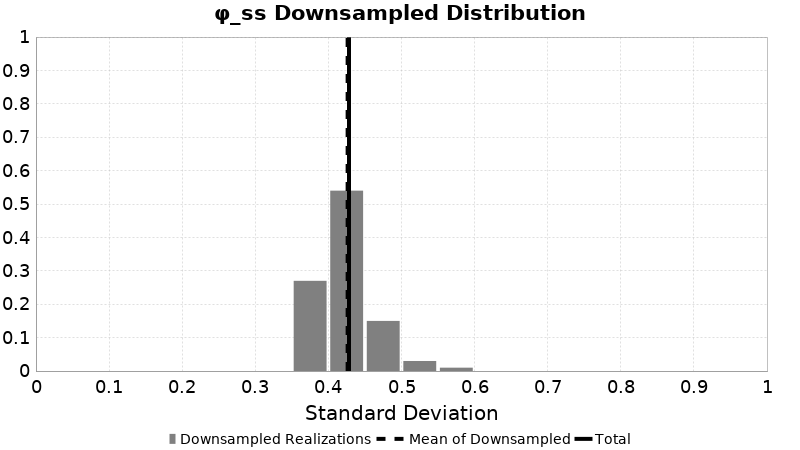 φ_ss Downsampled Distribution
1
0.9
0.8
0.7
0.6
0.5
0.4
0.3
0.2
0.1
0
0 0.1 0.2 0.3 0.4 0.5 0.6 0.7 0.8 0.9 1
Standard Deviation
Downsampled Realizations Mean of Downsampled Total